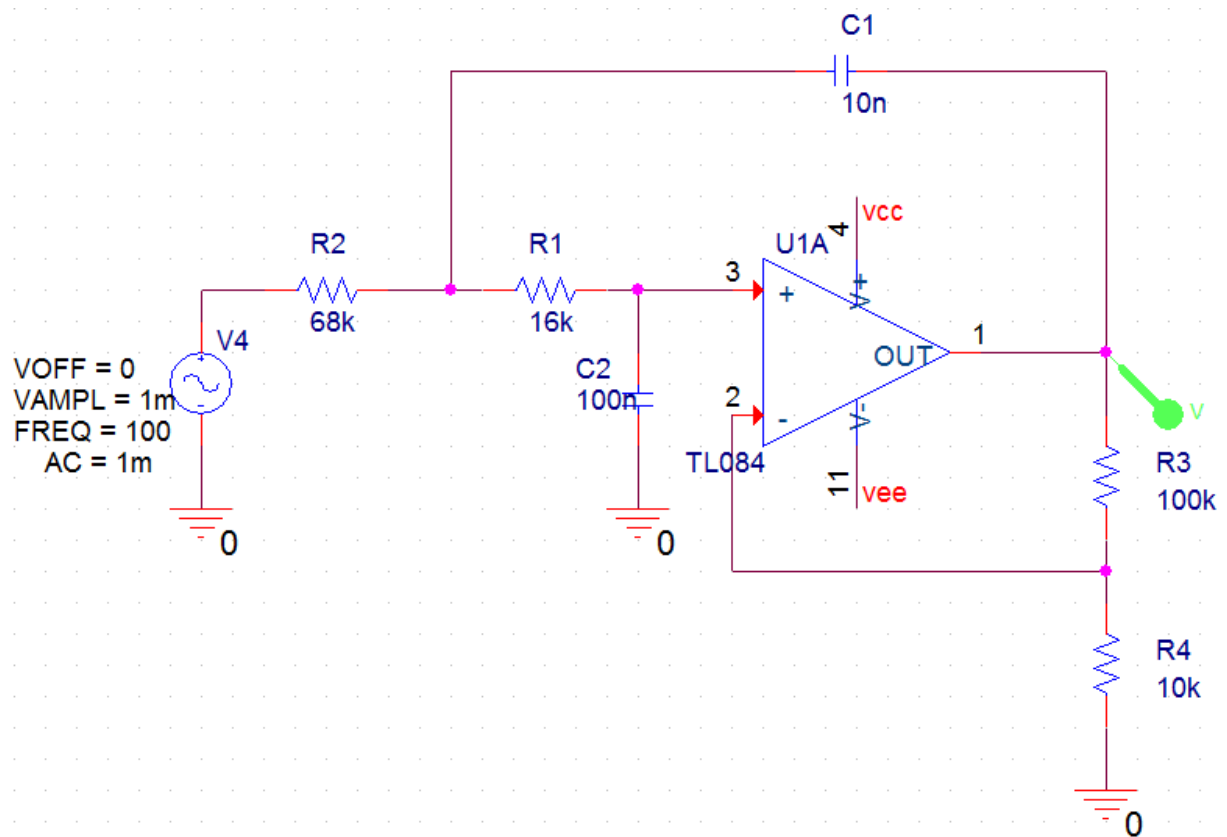 C1
10n
R2
68k
R1
16k
V4
VOFF = 0
VAMPL = 1m
FREQ = 100
AC = 1m
0
C2
100n
0
U1A
vcc
4
V+
3
+
2
-
OUT
1
V-
TL084
11
vee
V
R3
100k
R4
10k
0